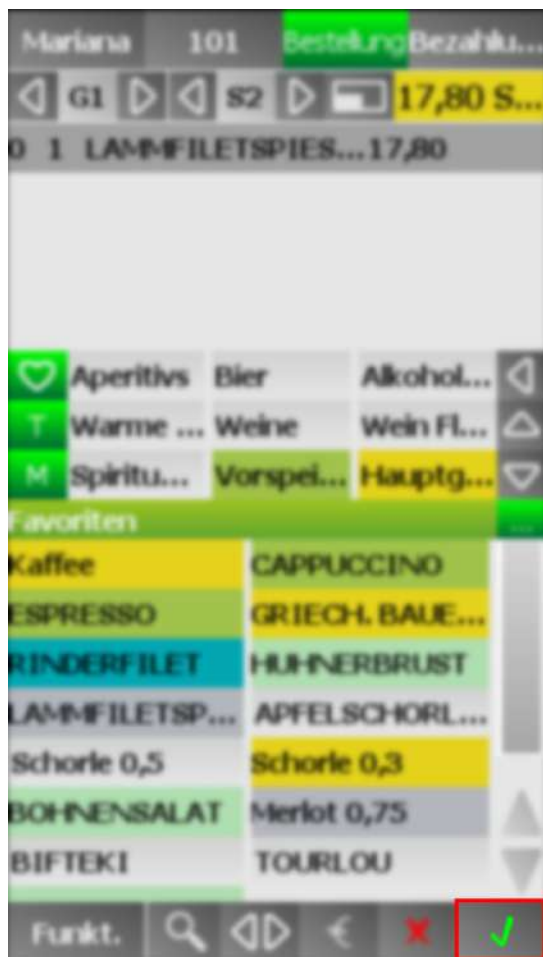 Mariana 101 Bestellung Bezahlu...
G1 S2 17,80 S...
0 1 LAMMFILETSPIES...17,80
Aperitivs Bier Alkohol...
T Warme ... Weine Wein Fl...
M Spiritu... Vorspei... Hauptg...
Favoriten ...
Kaffee CAPPUCCINO
ESPRESSO GRIECH. BAUE...
RINDERFILET HUHNERBRUST
LAMMFILETSP... APFELSCHORL...
Schorle 0,5 Schorle 0,3
BOHNENSALAT Merlot 0,75
BIFTEKI TOURLOU
Funkt. €